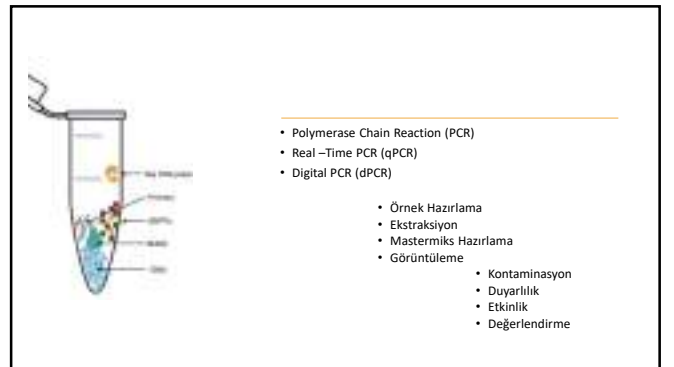 • Polymerase Chain Reaction (PCR)
• Real –Time PCR (qPCR)
• Digital PCR (dPCR)
• Örnek Hazırlama
• Ekstraksiyon
• Mastermiks Hazırlama
• Görüntüleme
• Kontaminasyon
• Duyarlılık
• Etkinlik
• Değerlendirme